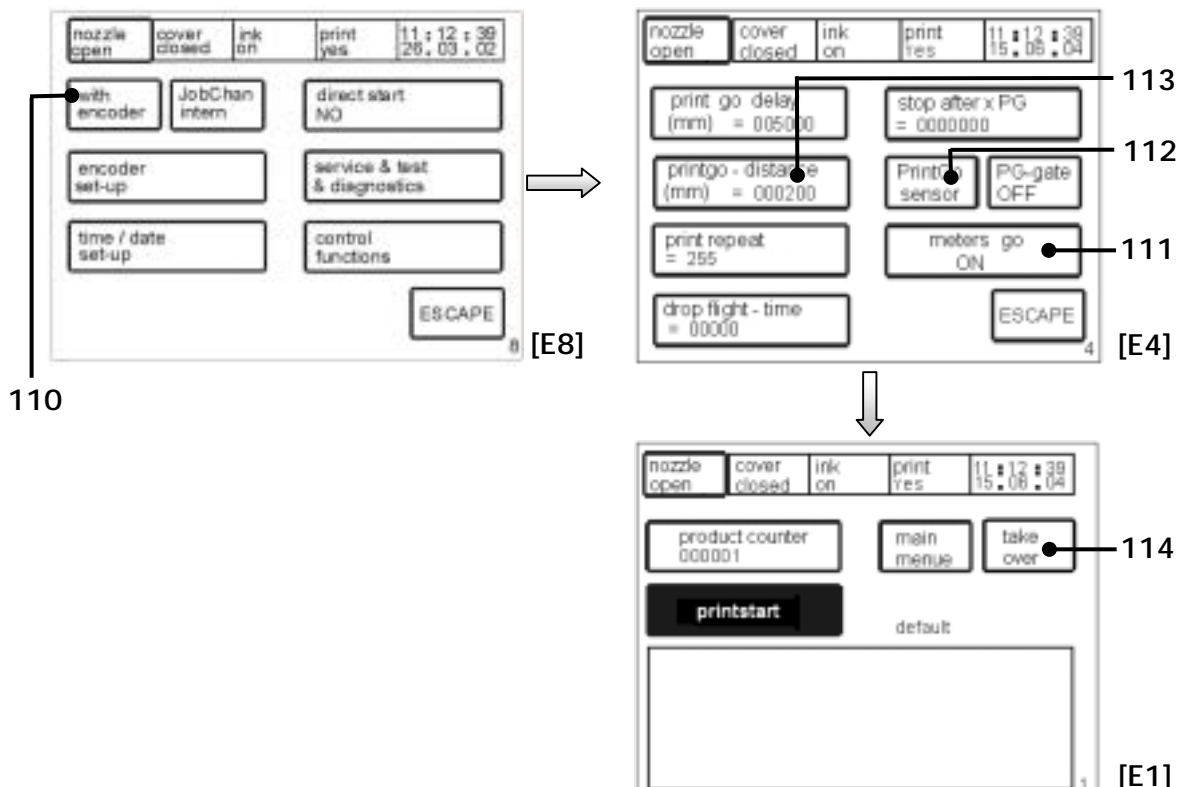 nozzle open
cover closed
ink on
print yes
11:12:39
26.03.02
with encoder
JobChan intern
direct start
NO
encoder
set-up
service & test
& diagnostics
time / date
set-up
control
functions
ESCAPE
8
[E8]
110
nozzle open
cover closed
ink on
print Yes
11:12:39
15.06.04
print go delay
(mm) = 005000
stop after x PG
= 0000000
113
printgo - distance
(mm) = 000200
PrintGo
sensor
PG-gate
OFF
112
print repeat
= 255
meters go
ON
111
drop flight - time
= 00000
ESCAPE
4
[E4]
nozzle open
cover closed
ink on
print Yes
11:12:39
15.06.04
product counter
000001
main
menue
take
over
114
printstart
default
1
[E1]